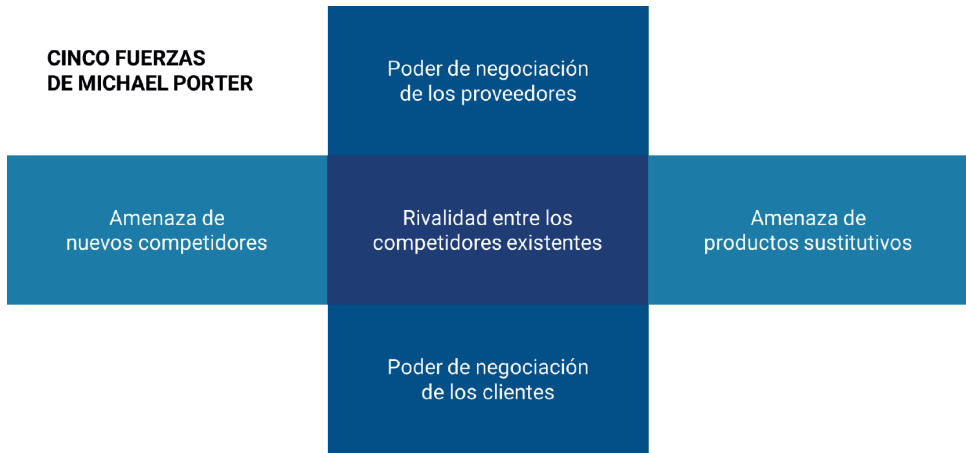 CINCO FUERZAS
DE MICHAEL PORTER
Poder de negociación
de los proveedores
Amenaza de
nuevos competidores
Rivalidad entre los
competidores existentes
Amenaza de
productos sustitutivos
Poder de negociación
de los clientes